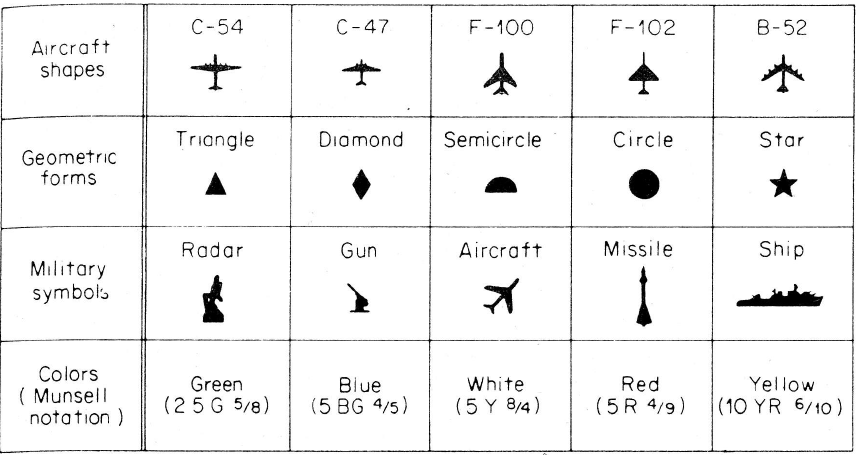 Aircraft shapes
C-54
C-47
F-100
F-102
B-52
Geometric forms
Triangle
Diamond
Semicircle
Circle
Star
Military symbols
Radar
Gun
Aircraft
Missile
Ship
Colors
( Munsell
notation )
Green
(2 5 G 5/8)
Blue
(5 BG 4/5)
White
(5 Y 8/4)
Red
(5 R 4/9)
Yellow
(10 YR 6/10)